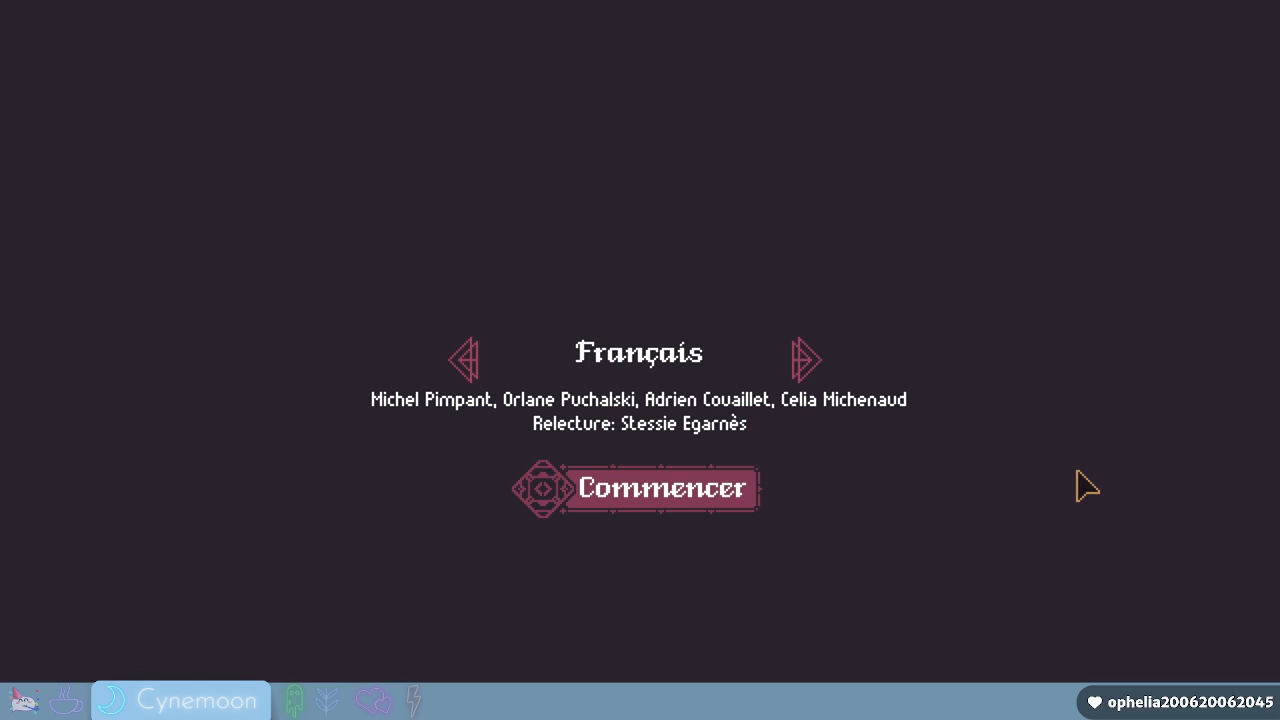 Français
Michel Pimpant, Orlane Puchalski, Adrien Couaillet, Celia Michenaud
Relecture: Stessie Egarnès
Commencer
Cynemoon
ophelia200620062045